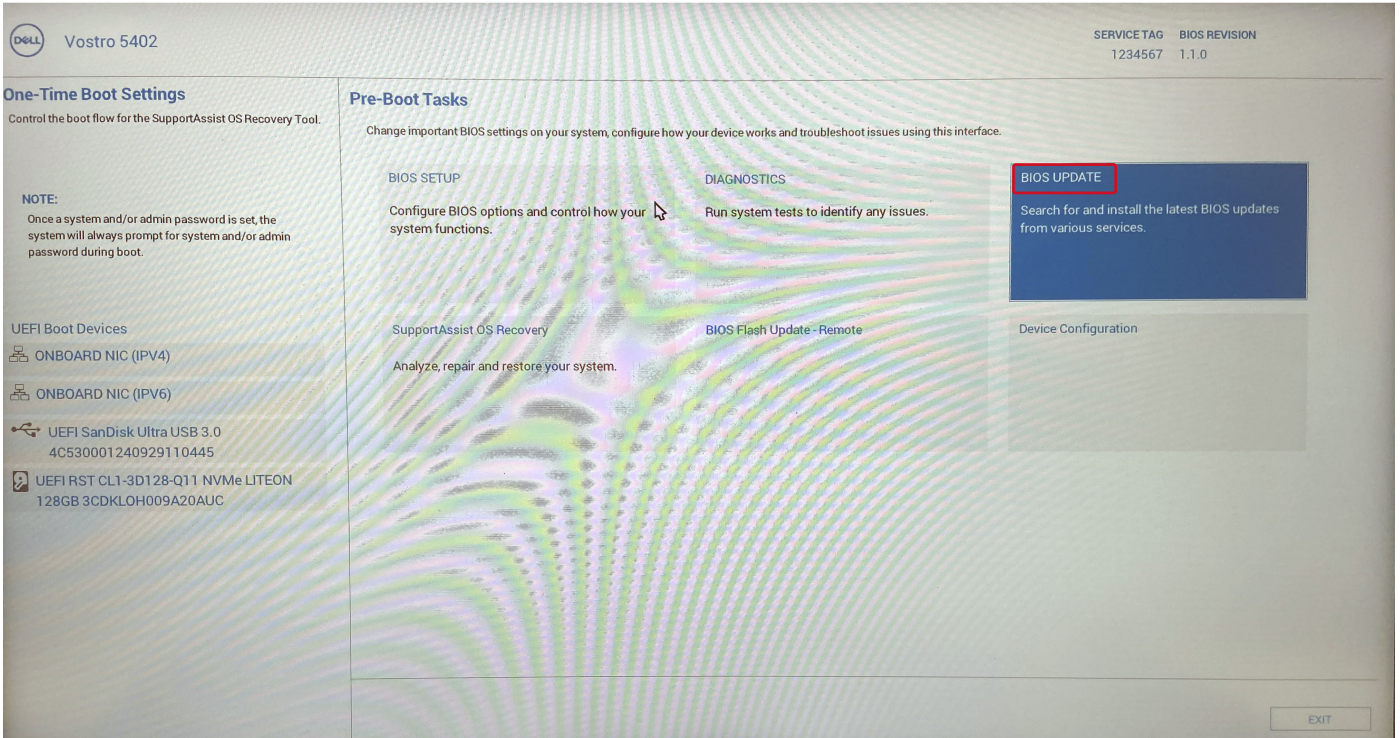 DELL
Vostro 5402
SERVICE TAG
1234567
BIOS REVISION
1.1.0
One-Time Boot Settings
Control the boot flow for the SupportAssist OS Recovery Tool.
NOTE:
Once a system and/or admin password is set, the
system will always prompt for system and/or admin
password during boot.
UEFI Boot Devices
ONBOARD NIC (IPV4)
ONBOARD NIC (IPV6)
UEFI SanDisk Ultra USB 3.0
4C530001240929110445
UEFI RST CL1-3D128-Q11 NVMe LITEON
128GB 3CDKLOH009A20AUC
Pre-Boot Tasks
Change important BIOS settings on your system, configure how your device works and troubleshoot issues using this interface.
BIOS SETUP
Configure BIOS options and control how your
system functions.
DIAGNOSTICS
Run system tests to identify any issues.
BIOS UPDATE
Search for and install the latest BIOS updates
from various services.
SupportAssist OS Recovery
Analyze, repair and restore your system.
BIOS Flash Update - Remote
Device Configuration
EXIT